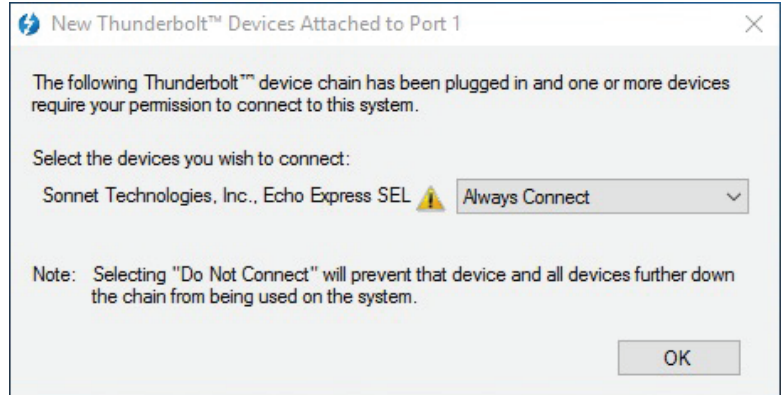 New Thunderbolt™ Devices Attached to Port 1
The following Thunderbolt™ device chain has been plugged in and one or more devices
require your permission to connect to this system.
Select the devices you wish to connect:
Sonnet Technologies, Inc., Echo Express SEL Always Connect
Note: Selecting "Do Not Connect" will prevent that device and all devices further down
the chain from being used on the system.
OK